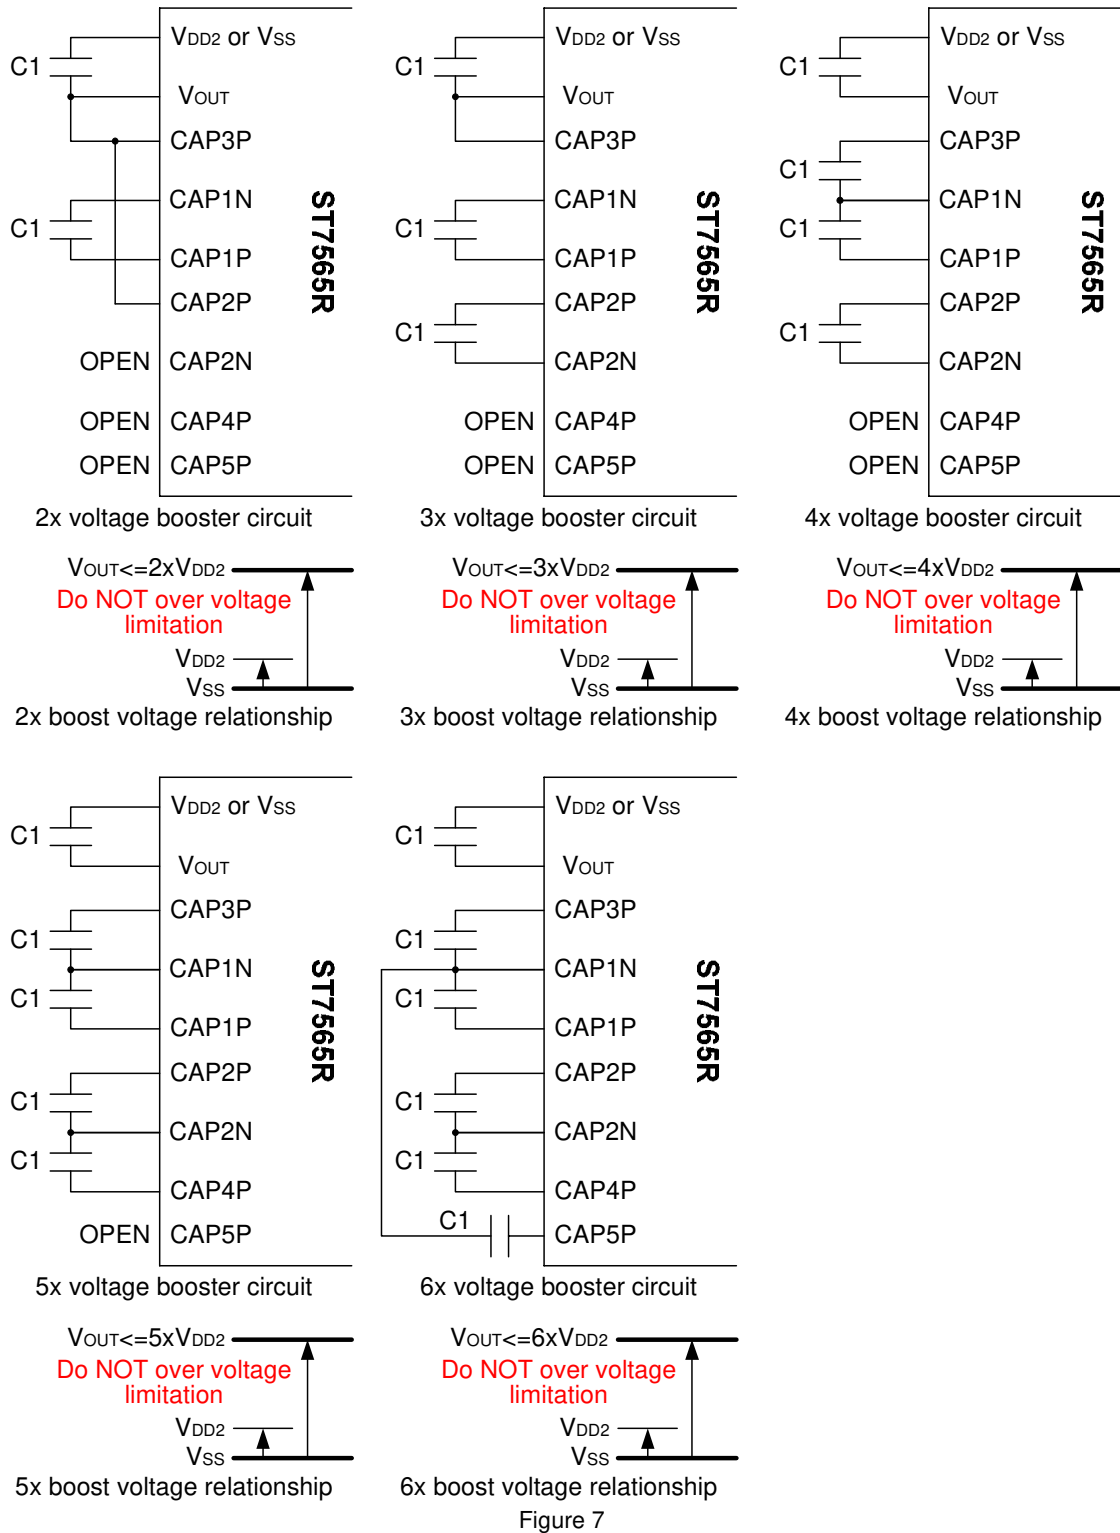 VDD2 or VSS
C1
VOUT
CAP3P
CAP1N
C1
CAP1P
CAP2P
OPEN CAP2N
OPEN CAP4P
OPEN CAP5P
ST7565R
2x voltage booster circuit
VDD2 or VSS
C1
VOUT
CAP3P
CAP1N
C1
CAP1P
CAP2P
C1
CAP2N
OPEN CAP4P
OPEN CAP5P
ST7565R
3x voltage booster circuit
VDD2 or VSS
C1
VOUT
CAP3P
C1
CAP1N
C1
CAP1P
CAP2P
C1
CAP2N
OPEN CAP4P
OPEN CAP5P
ST7565R
4x voltage booster circuit
VOUT<=2xVDD2
Do NOT over voltage
limitation
VDD2
VSS
2x boost voltage relationship
VOUT<=3xVDD2
Do NOT over voltage
limitation
VDD2
VSS
3x boost voltage relationship
VOUT<=4xVDD2
Do NOT over voltage
limitation
VDD2
VSS
4x boost voltage relationship
VDD2 or VSS
C1
VOUT
CAP3P
C1
CAP1N
C1
CAP1P
CAP2P
C1
CAP2N
C1
CAP4P
OPEN CAP5P
ST7565R
5x voltage booster circuit
VDD2 or VSS
C1
VOUT
CAP3P
C1
CAP1N
C1
CAP1P
CAP2P
C1
CAP2N
C1
CAP4P
C1
CAP5P
ST7565R
6x voltage booster circuit
VOUT<=5xVDD2
Do NOT over voltage
limitation
VDD2
VSS
5x boost voltage relationship
VOUT<=6xVDD2
Do NOT over voltage
limitation
VDD2
VSS
6x boost voltage relationship
Figure 7